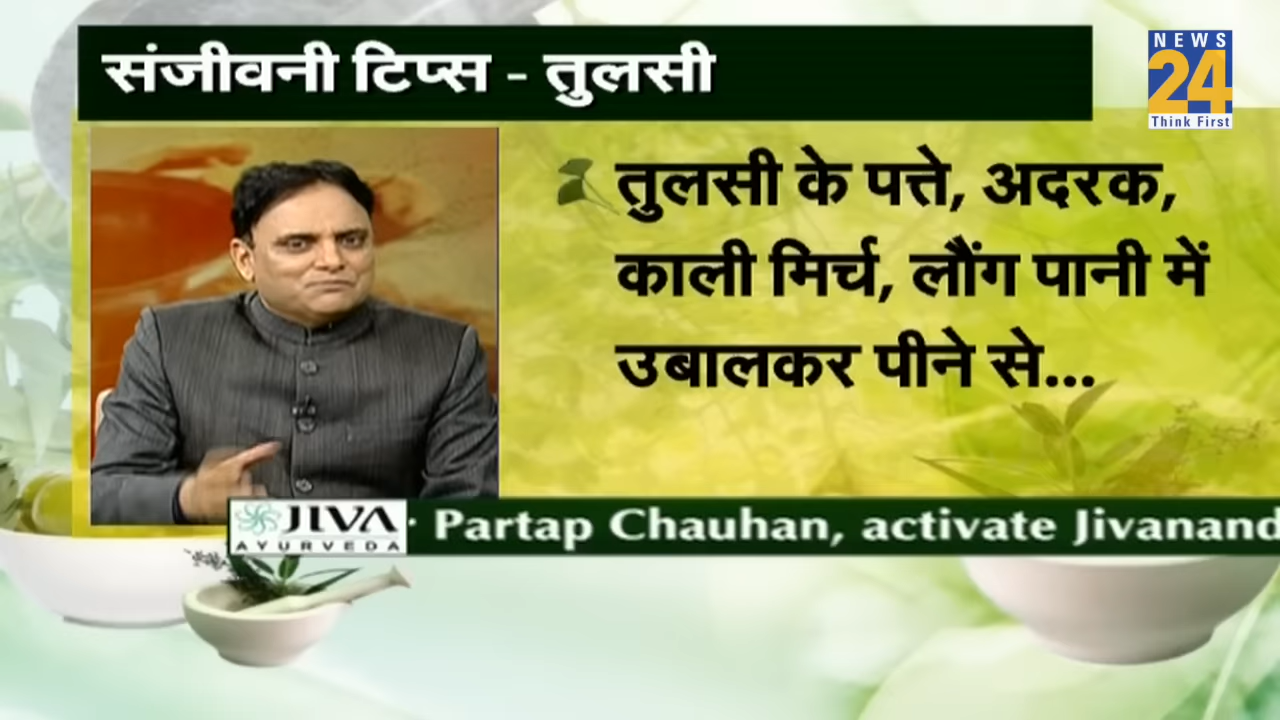 संजीवनी टिप्स - तुलसी
NEWS
24
Think First
तुलसी के पत्ते, अदरक,
काली मिर्च, लौंग पानी में
उबालकर पीने से...
JIVA
AYURVEDA
Partap Chauhan, activate Jivanand